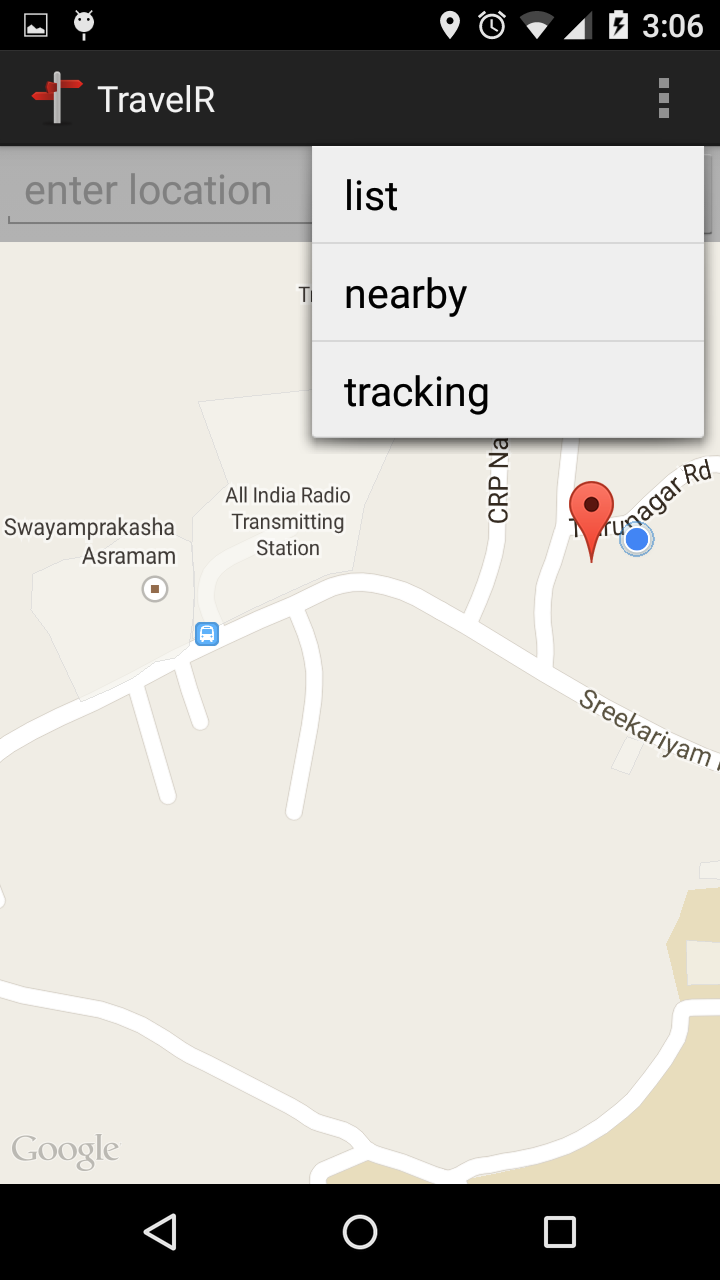 3:06
TravelR
enter location
list
nearby
tracking
CRP Na
All India Radio
Transmitting
Station
Swayamprakasha
Asramam
Sreekariyam
Google